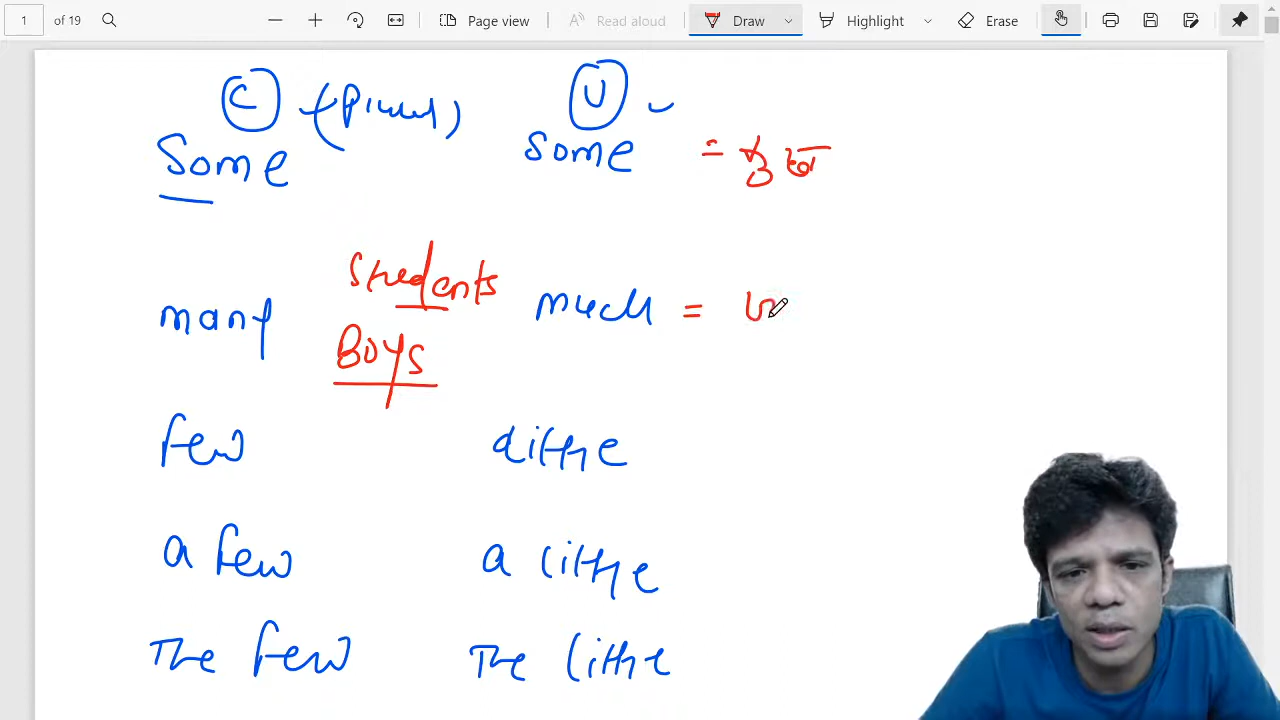 1 of 19 Page view Read aloud Draw Highlight Erase
C U
Some some = कुछ
many Students much =
Boys
few little
a few a little
The few The little